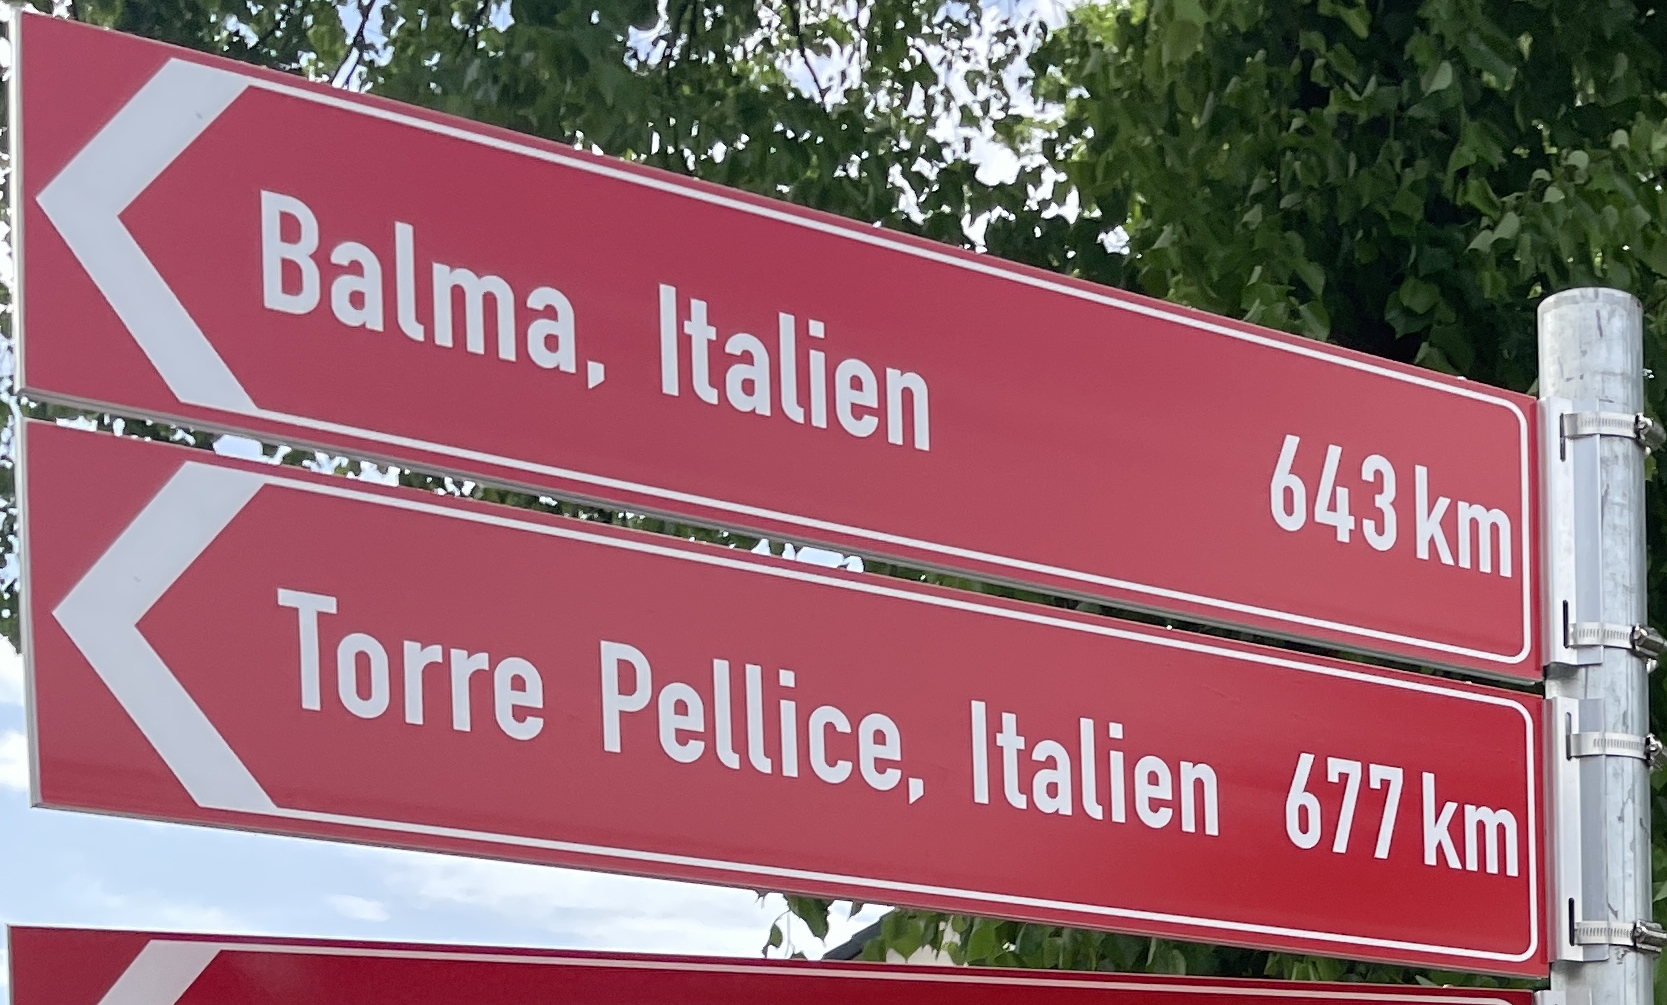 Balma, Italien 643 km
Torre Pellice, Italien 677 km